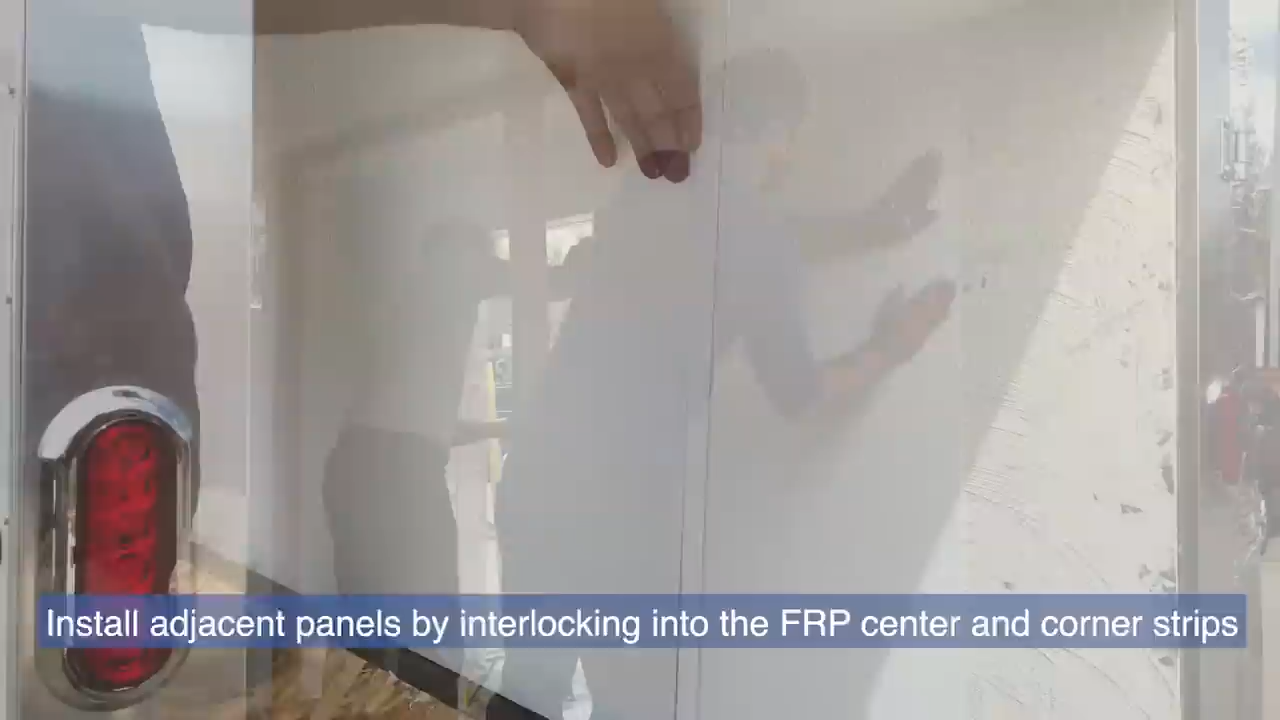 Install adjacent panels by interlocking into the FRP center and corner strips